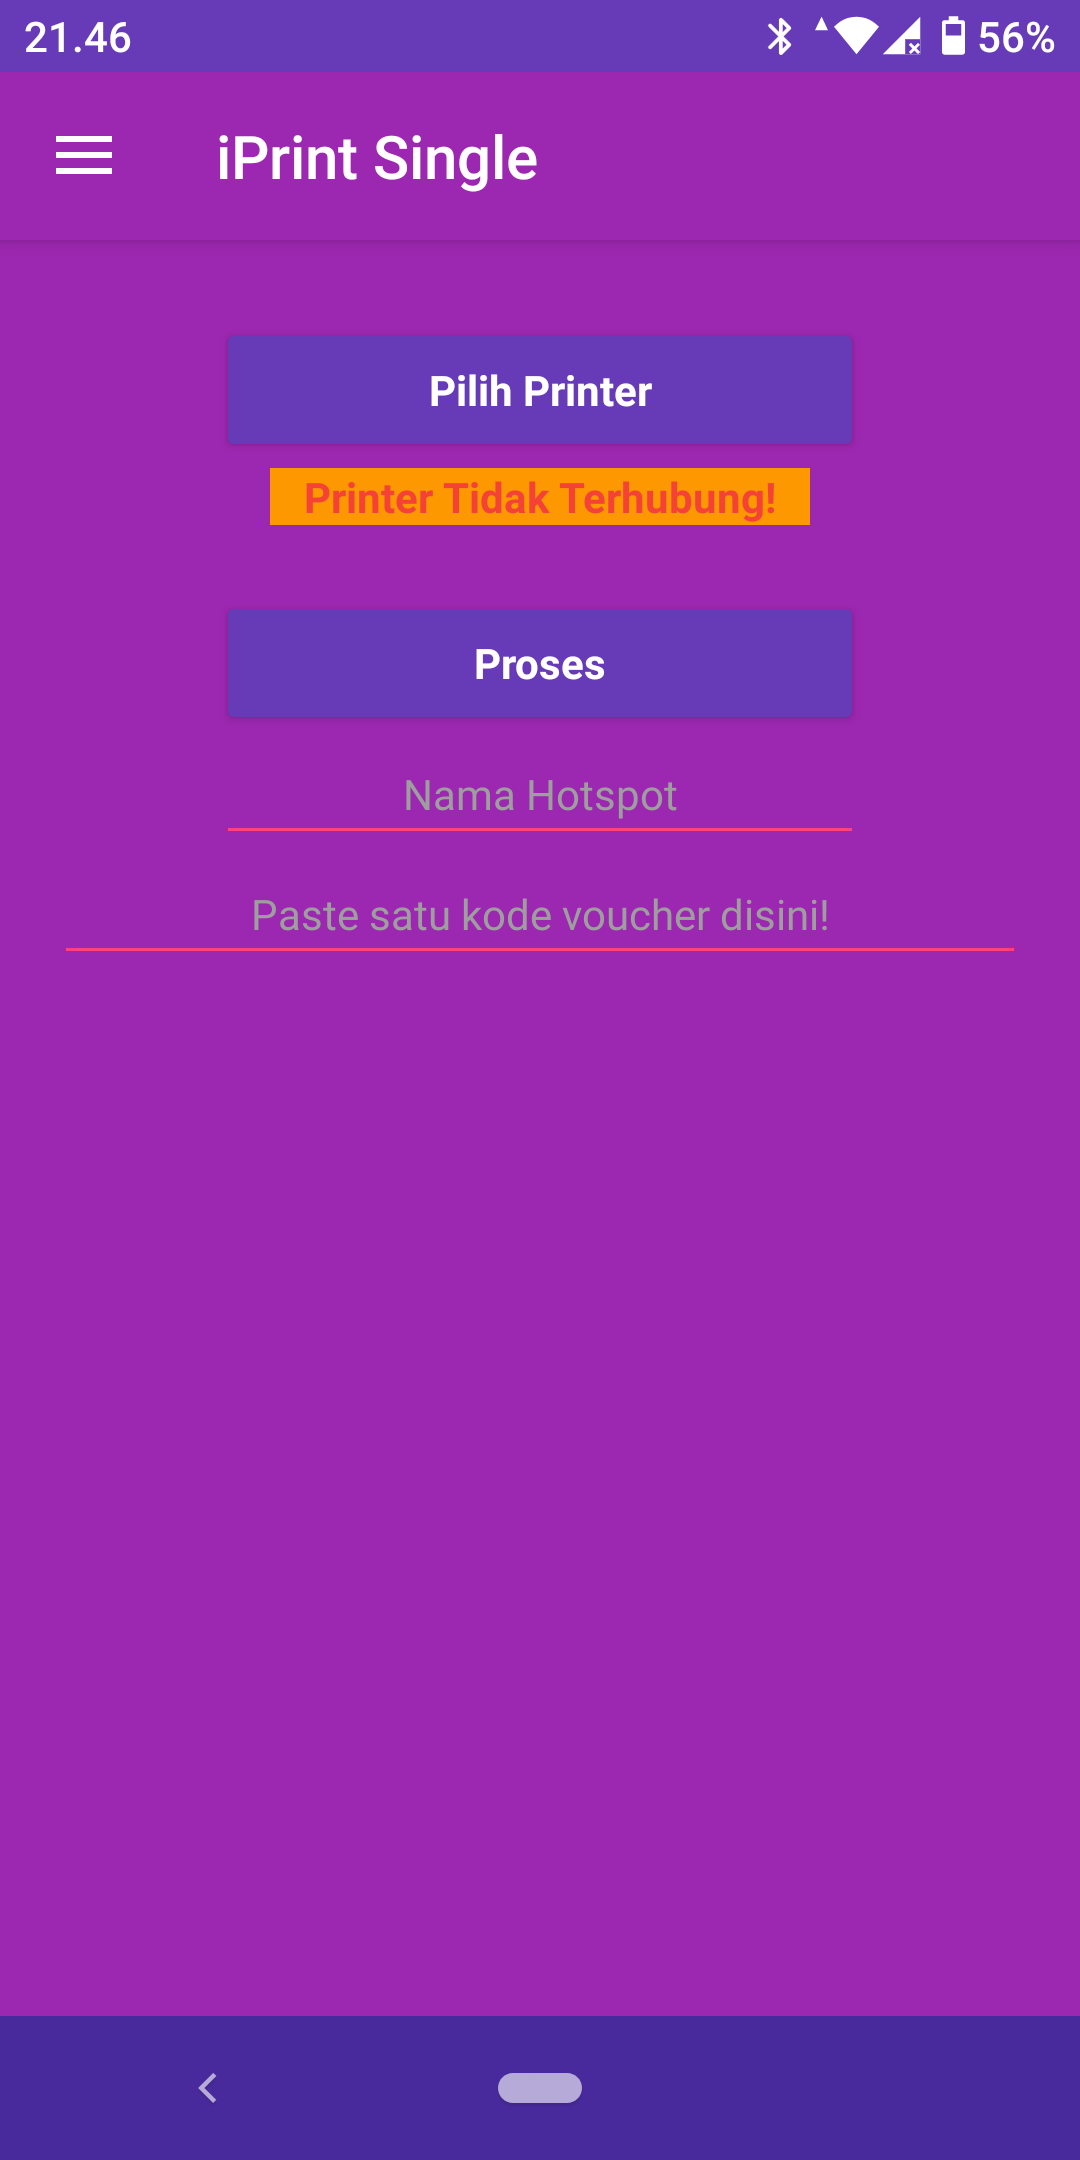 21.46
56%
iPrint Single
Pilih Printer
Printer Tidak Terhubung!
Proses
Nama Hotspot
Paste satu kode voucher disini!